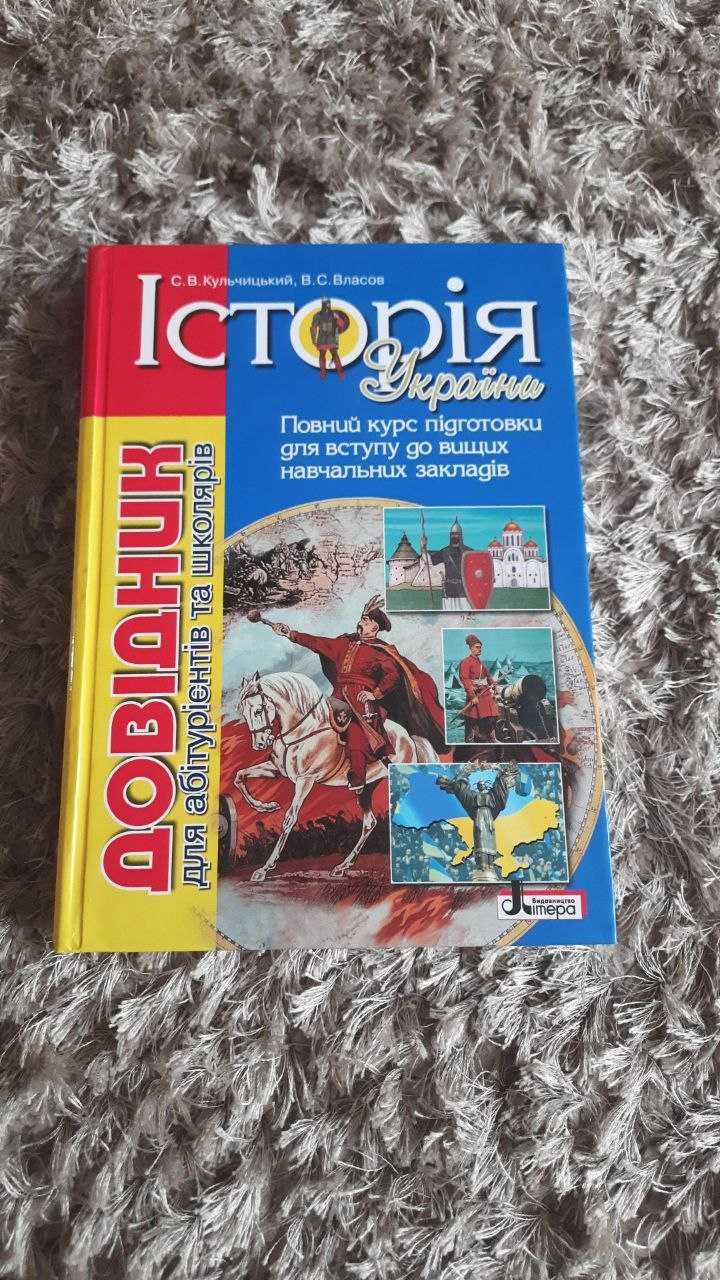 С.В.Кульчицький, В.С.Власов
Історія
України
Повний курс підготовки
для вступу до вищих
навчальних закладів
ДОВІДНИК
для абітурієнтів та школярів
Видавництво
Літера